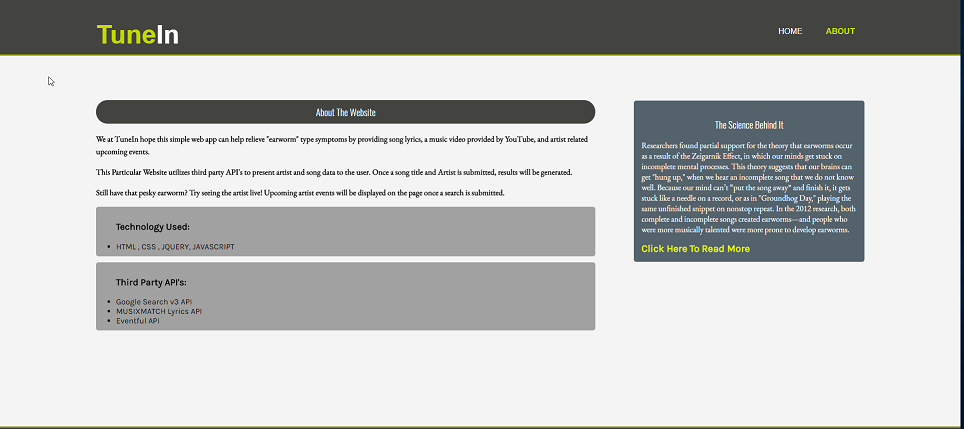 TuneIn
HOME ABOUT
About The Website
We at TuneIn hope this simple web app can help relieve "earworm" type symptoms by providing song lyrics, a music video provided by YouTube, and artist related
upcoming events.
This Particular Website utilizes third party API's to present artist and song data to the user. Once a song title and Artist is submitted, results will be generated.
Still have that pesky earworm? Try seeing the artist live! Upcoming artist events will be displayed on the page once a search is submitted.
Technology Used:
HTML , CSS , JQUERY, JAVASCRIPT
Third Party API's:
Google Search v3 API
MUSIXMATCH Lyrics API
Eventful API
The Science Behind It
Researchers found partial support for the theory that earworms occur
as a result of the Zeigarnik Effect, in which our minds get stuck on
incomplete mental processes. This theory suggests that our brains can
get "hung up," when we hear an incomplete song that we do not know
well. Because our mind can't "put the song away" and finish it, it gets
stuck like a needle on a record, or as in "Groundhog Day," playing the
same unfinished snippet on nonstop repeat. In the 2012 research, both
complete and incomplete songs created earworms—and people who
were more musically talented were more prone to develop earworms.
Click Here To Read More